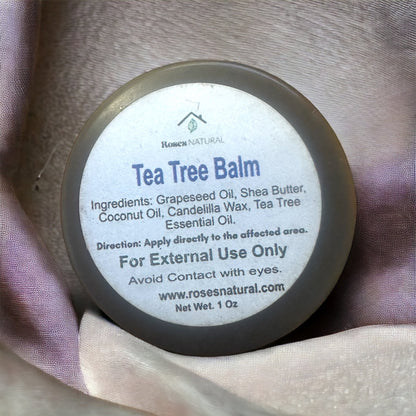 Roses NATURAL
Tea Tree Balm
Ingredients: Grapeseed Oil, Shea Butter,
Coconut Oil, Candelilla Wax, Tea Tree
Essential Oil.
Direction: Apply directly to the affected area.
For External Use Only
Avoid Contact with eyes.
www.rosesnatural.com
Net Wet. 1 Oz